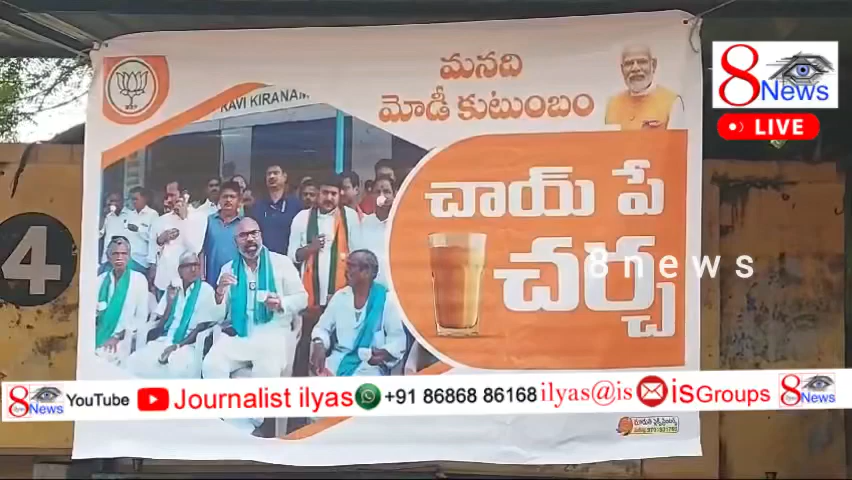 RAVI KIRANAM
మనది
మోడీ కుటుంబం
8
News
LIVE
చాయ్ పే
చర్చ
8news
4
8 News YouTube Journalist ilyas +91 86868 86168 ilyas@is isGroups 8 News